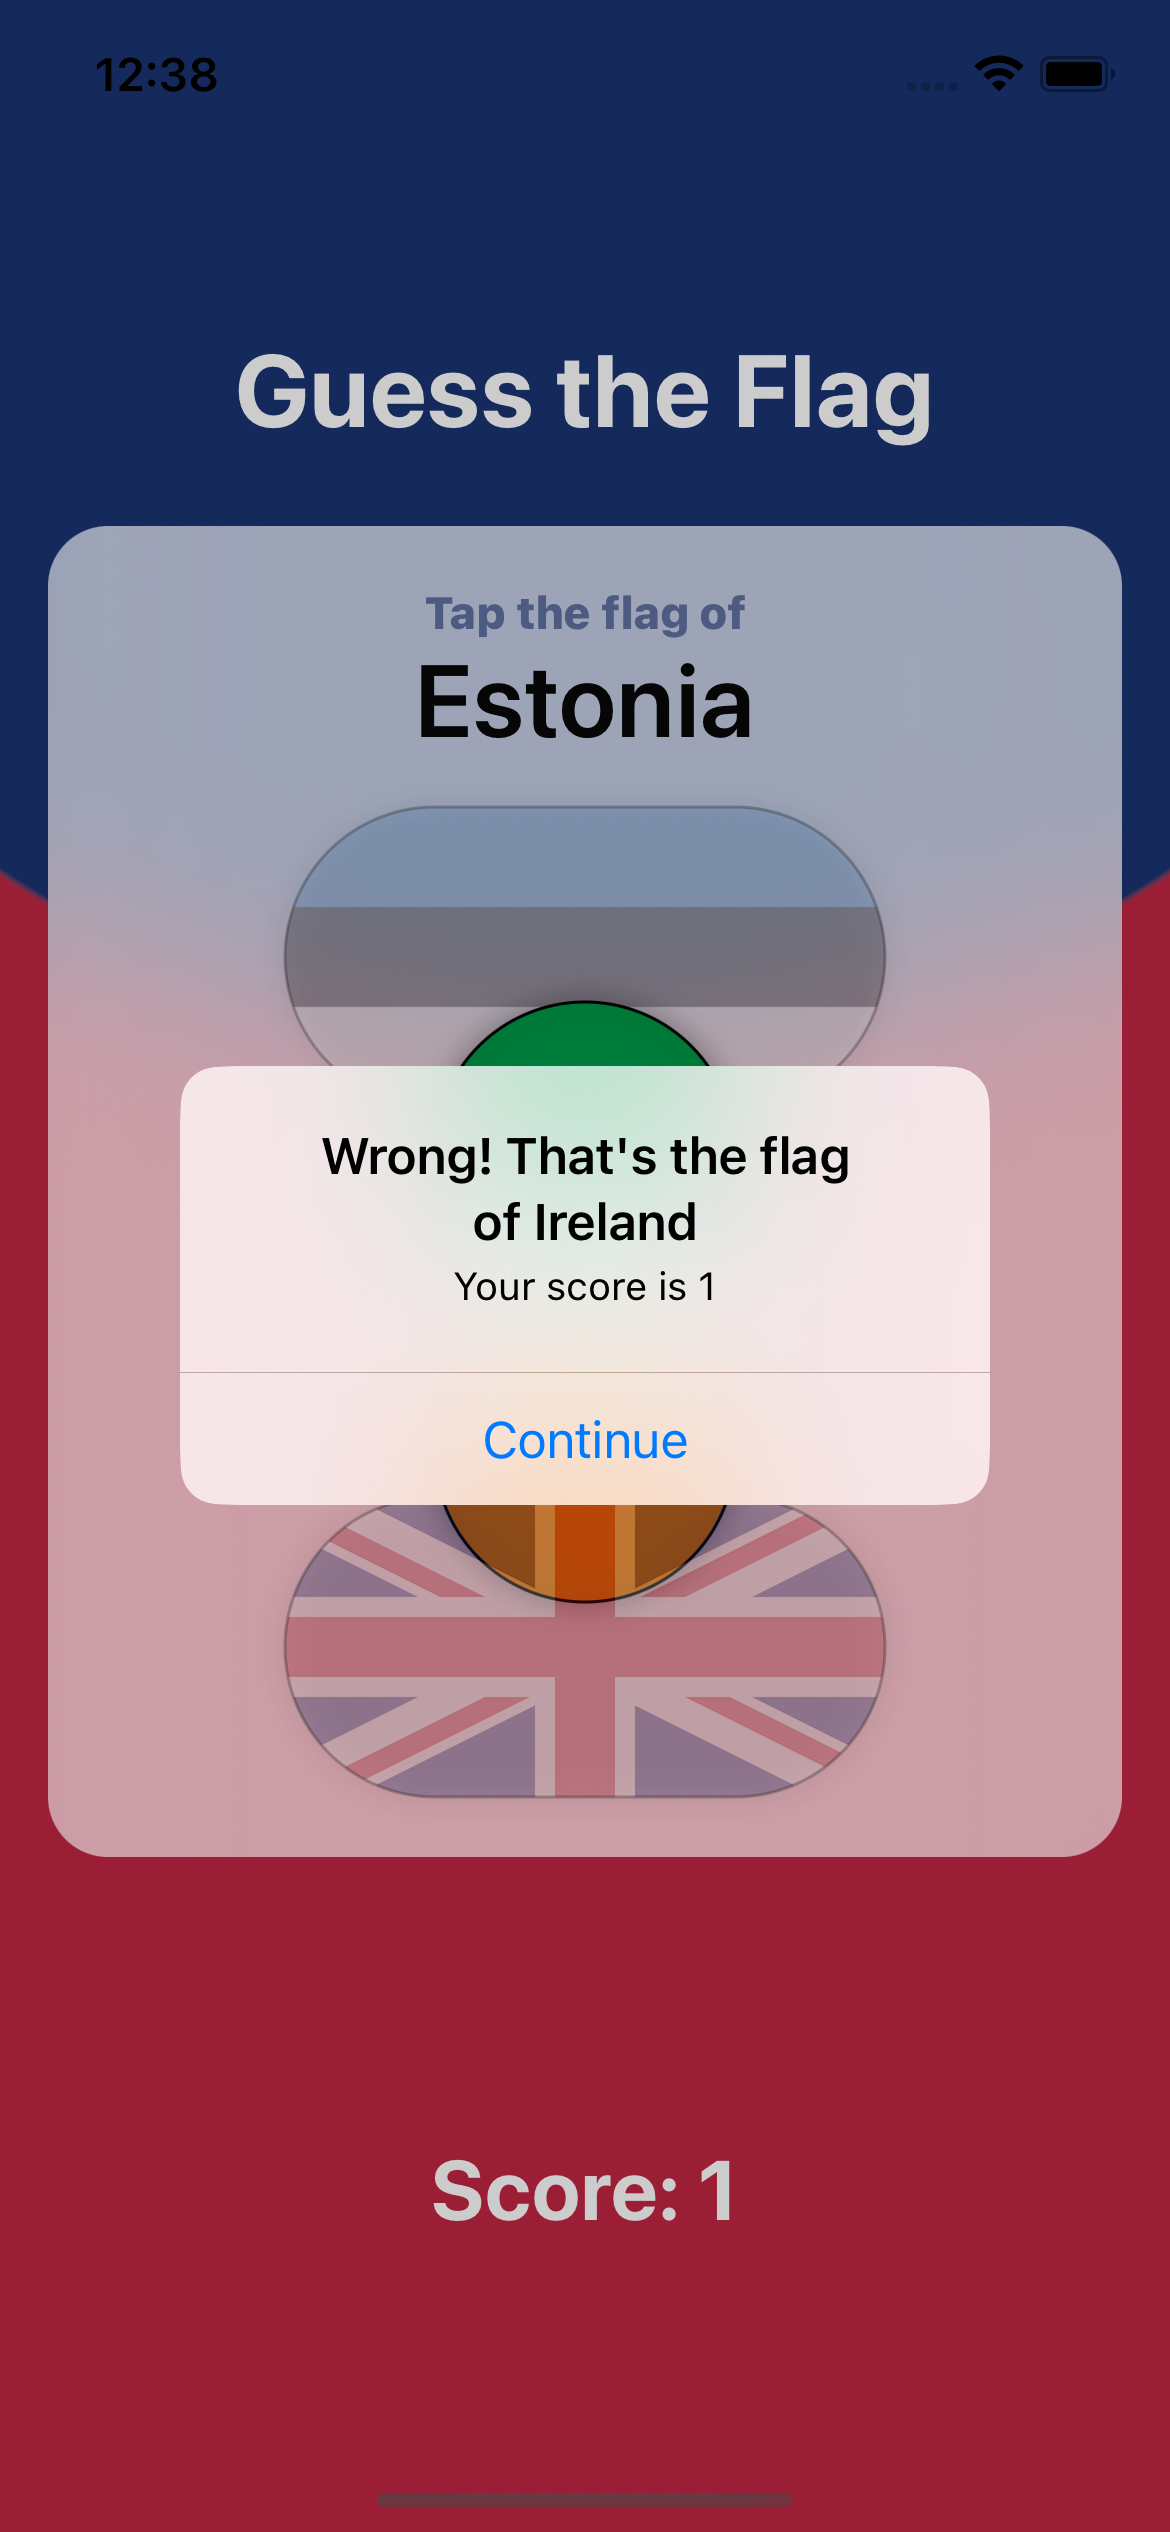 12:38
Guess the Flag
Tap the flag of
Estonia
Wrong! That's the flag
of Ireland
Your score is 1
Continue
Score: 1